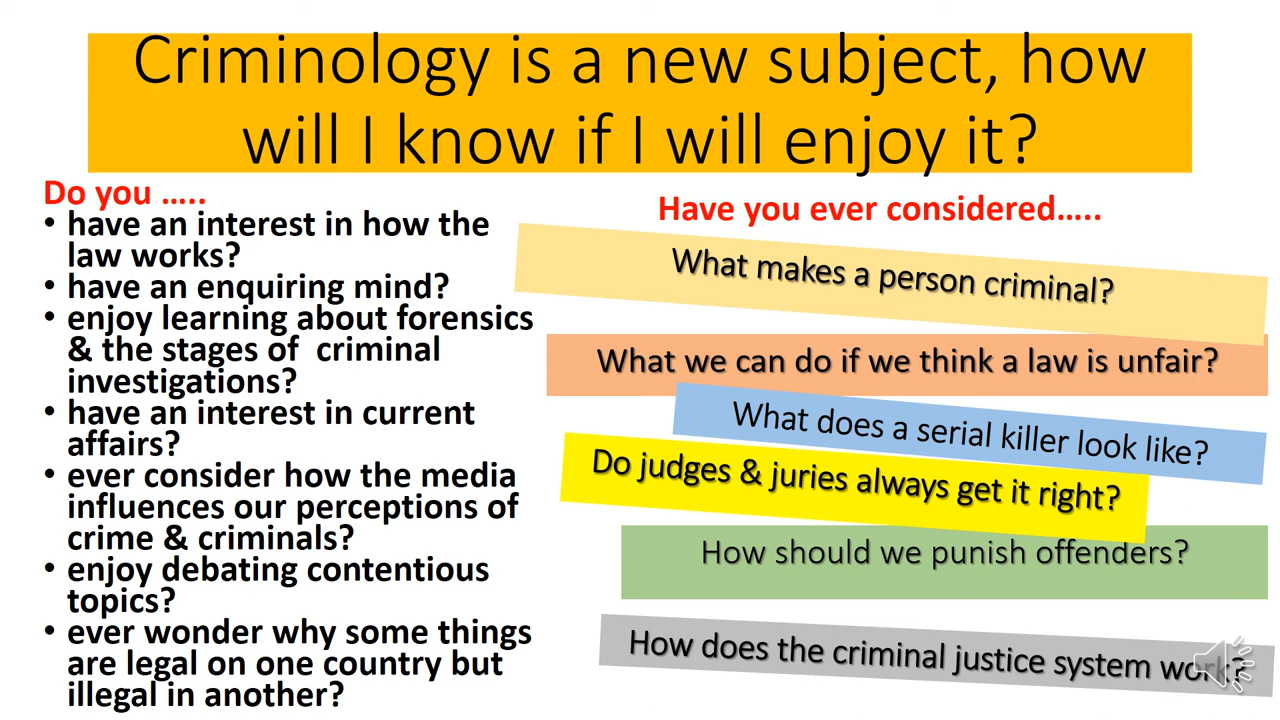 Criminology is a new subject, how
will I know if I will enjoy it?
Do you …..
• have an interest in how the
law works?
• have an enquiring mind?
• enjoy learning about forensics
& the stages of criminal
investigations?
• have an interest in current
affairs?
• ever consider how the media
influences our perceptions of
crime & criminals?
• enjoy debating contentious
topics?
• ever wonder why some things
are legal on one country but
illegal in another?
Have you ever considered…..
What makes a person criminal?
What we can do if we think a law is unfair?
What does a serial killer look like?
Do judges & juries always get it right?
How should we punish offenders?
How does the criminal justice system work?